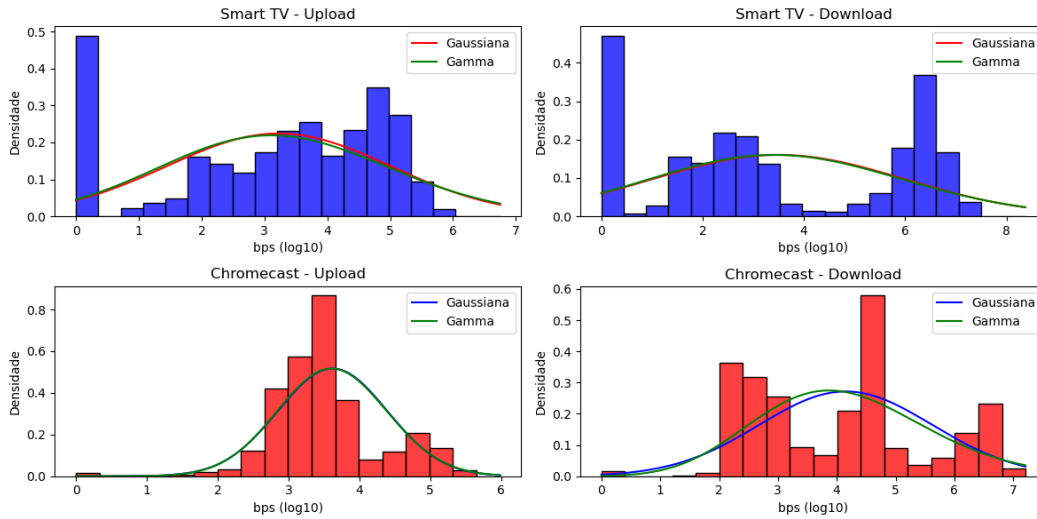 Smart TV - Upload
Densidade
0.5
0.4
0.3
0.2
0.1
0.0
Gaussiana
Gamma
0 1 2 3 4 5 6 7
bps (log10)
Smart TV - Download
Densidade
0.4
0.3
0.2
0.1
0.0
Gaussiana
Gamma
0 2 4 6 8
bps (log10)
Chromecast - Upload
Densidade
0.8
0.6
0.4
0.2
0.0
Gaussiana
Gamma
0 1 2 3 4 5 6
bps (log10)
Chromecast - Download
Densidade
0.6
0.5
0.4
0.3
0.2
0.1
0.0
Gaussiana
Gamma
0 1 2 3 4 5 6 7
bps (log10)